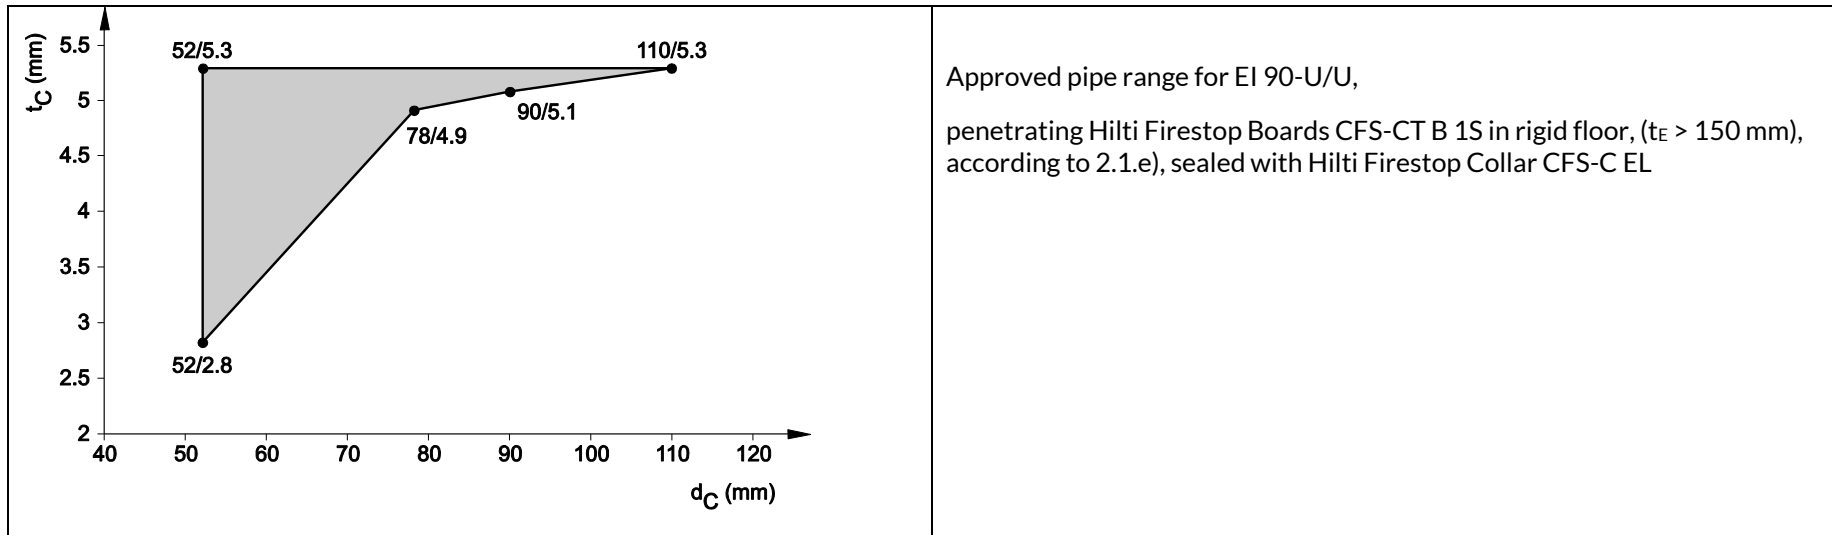 5.5
5
4.5
4
3.5
3
2.5
2
tC (mm)
52/5.3
110/5.3
90/5.1
78/4.9
52/2.8
40 50 60 70 80 90 100 110 120
dC (mm)
Approved pipe range for EI 90-U/U,
penetrating Hilti Firestop Boards CFS-CT B 1S in rigid floor, (tE > 150 mm),
according to 2.1.e), sealed with Hilti Firestop Collar CFS-C EL